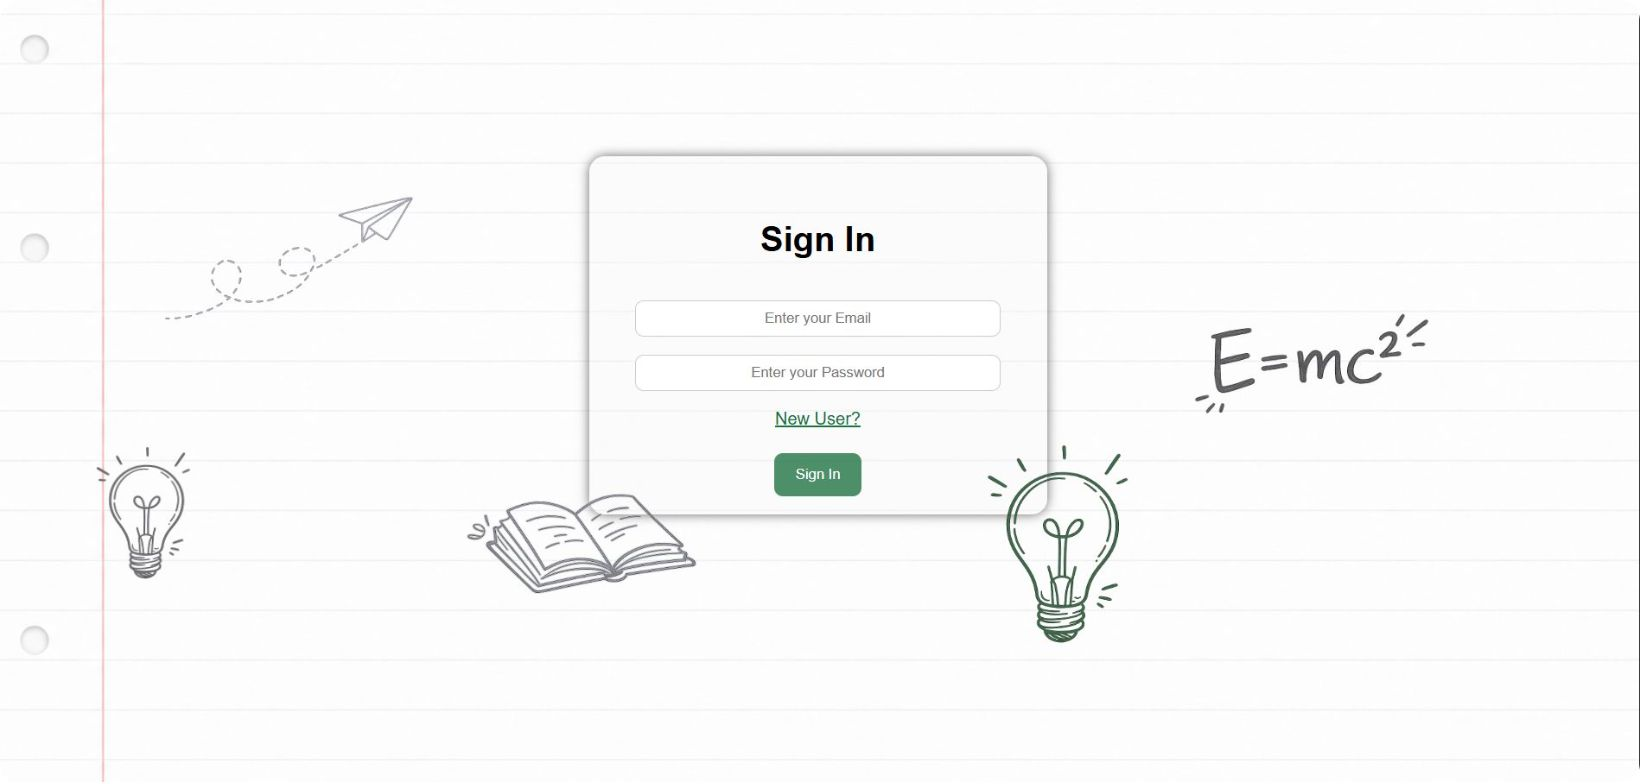 Sign In
Enter your Email
Enter your Password
New User?
Sign In
E=mc²